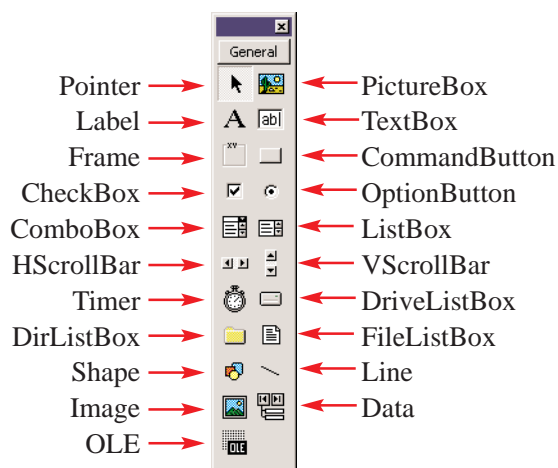 General
Pointer PictureBox
Label A ab TextBox
Frame xy CommandButton
CheckBox OptionButton
ComboBox ListBox
HScrollBar VScrollBar
Timer DriveListBox
DirListBox FileListBox
Shape Line
Image Data
OLE OLE